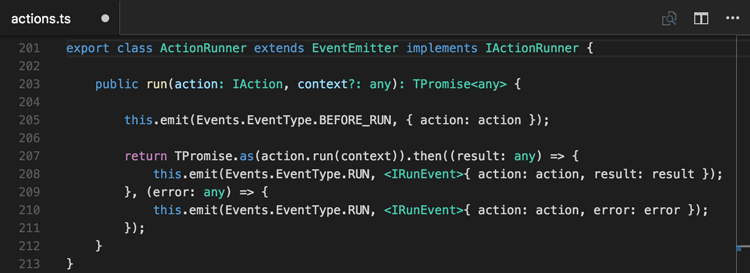 actions.ts
201 export class ActionRunner extends EventEmitter implements IActionRunner {
202
203     public run(action: IAction, context?: any): TPromise<any> {
204
205         this.emit(Events.EventType.BEFORE_RUN, { action: action });
206
207         return TPromise.as(action.run(context)).then((result: any) => {
208             this.emit(Events.EventType.RUN, <IRunEvent>{ action: action, result: result });
209         }, (error: any) => {
210             this.emit(Events.EventType.RUN, <IRunEvent>{ action: action, error: error });
211         });
212     }
213 }